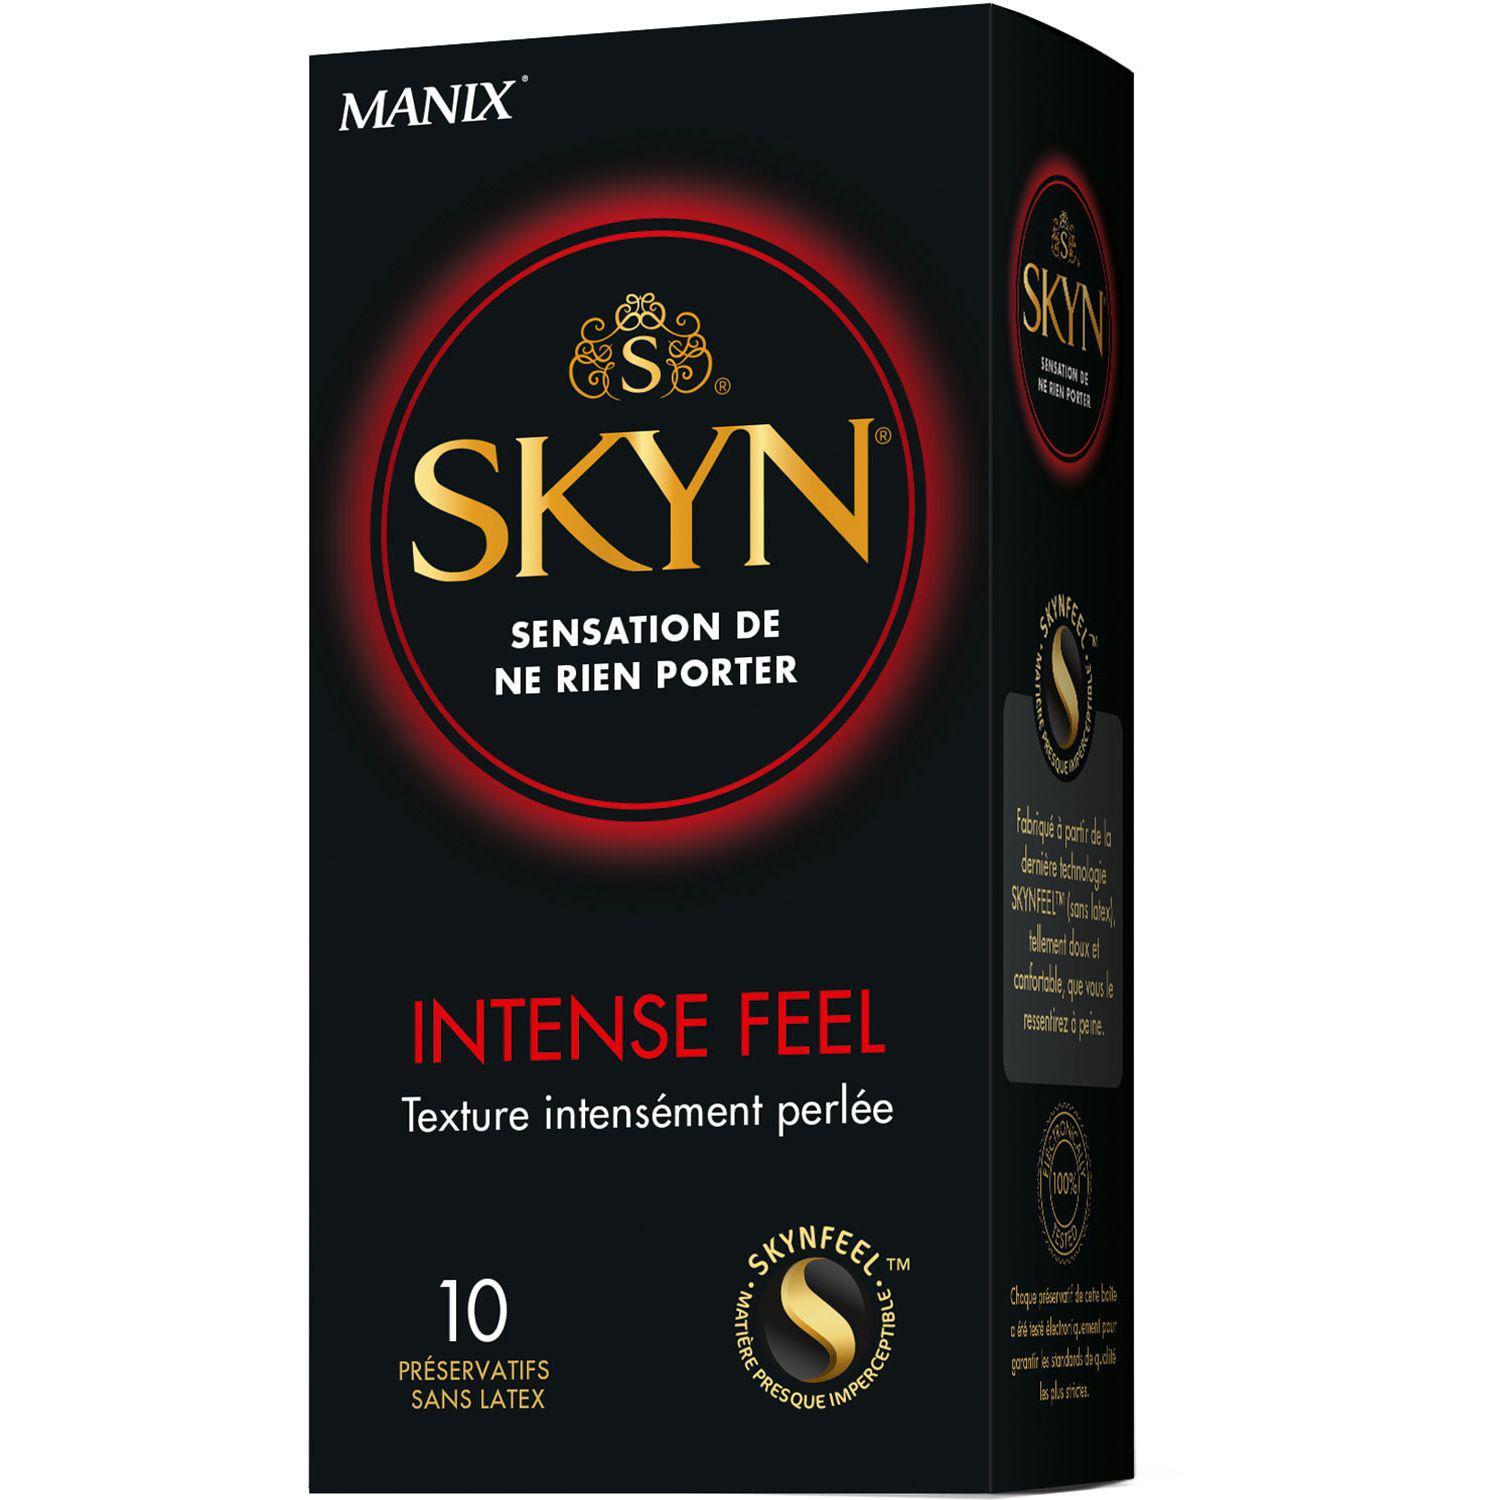 MANIX®
S®
SKYN®
SENSATION DE
NE RIEN PORTER
INTENSE FEEL
Texture intensément perlée
10
PRÉSERVATIFS
SANS LATEX
SKYNFEEL™
• MATIÈRE PRESQUE IMPERCEPTIBLE •
S
SKYN
SENSATION DE
NE RIEN PORTER
SKYNFEEL™
• MATIÈRE PRESQUE IMPERCEPTIBLE •
Fabriqué à partir de la
dernière technologie
SKYNFEEL™ (sans latex),
tellement doux et
confortable, que vous le
ressentirez à peine.
ELECTRONICALLY
100%
TESTED
Chaque préservatif de cette boîte
a été testé électroniquement pour
garantir les standards de qualité
les plus strictes.